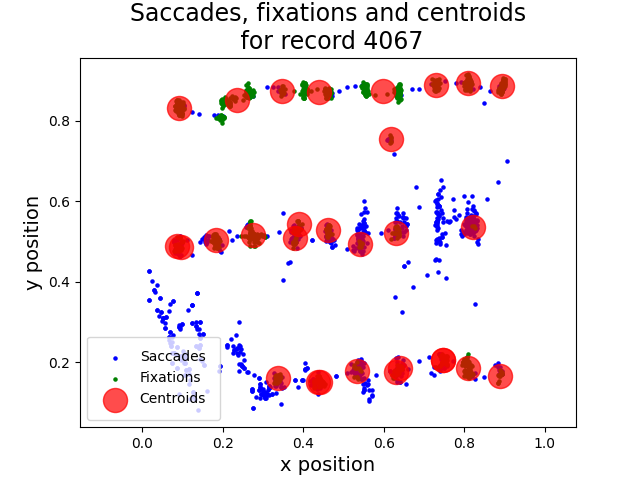 Saccades, fixations and centroids
for record 4067
y position
0.8
0.6
0.4
0.2
Saccades
Fixations
Centroids
0.0 0.2 0.4 0.6 0.8 1.0
x position